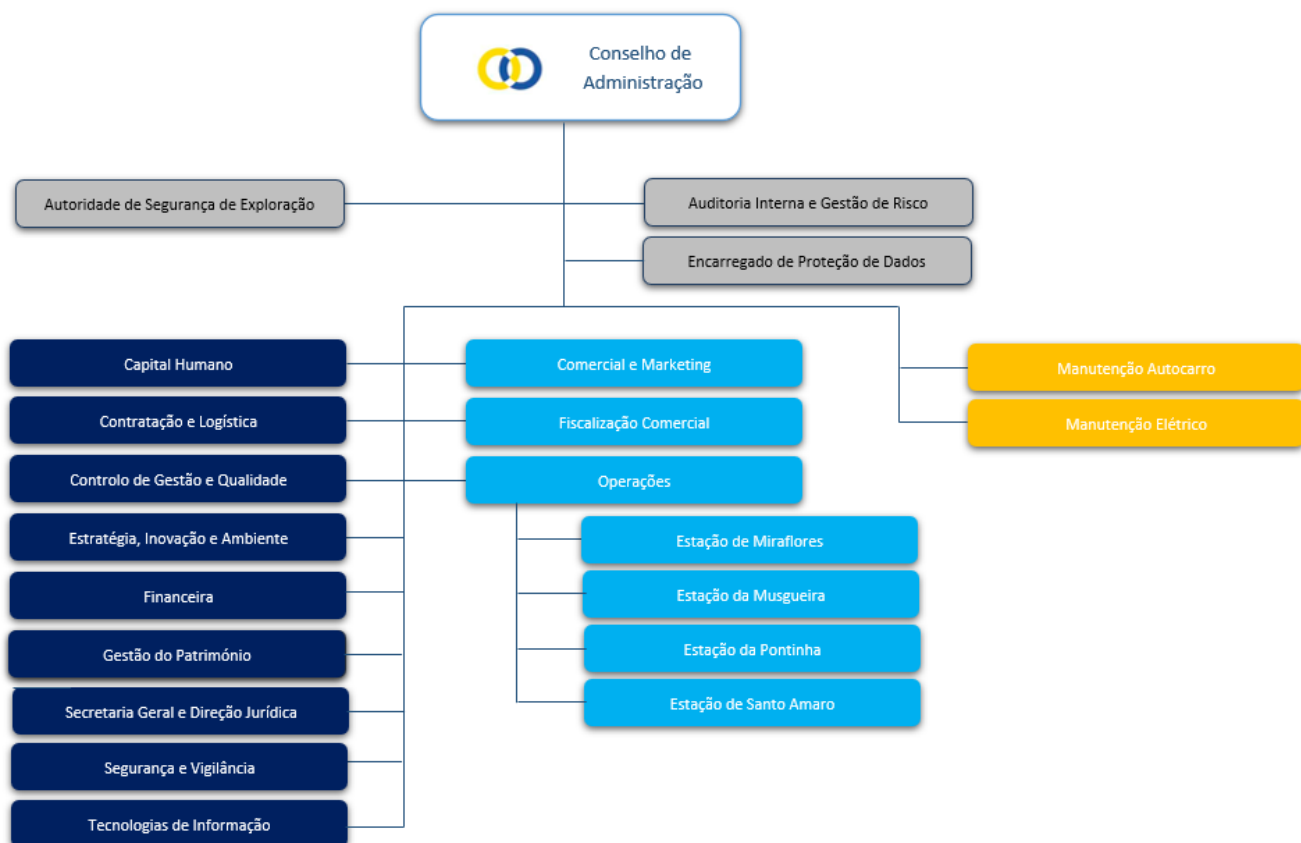 Conselho de
Administração
Autoridade de Segurança de Exploração
Auditoria Interna e Gestão de Risco
Encarregado de Proteção de Dados
Capital Humano
Contratação e Logística
Controlo de Gestão e Qualidade
Estratégia, Inovação e Ambiente
Financeira
Gestão do Património
Secretaria Geral e Direção Jurídica
Segurança e Vigilância
Tecnologias de Informação
Comercial e Marketing
Fiscalização Comercial
Operações
Estação de Miraflores
Estação da Musgueira
Estação da Pontinha
Estação de Santo Amaro
Manutenção Autocarro
Manutenção Elétrico